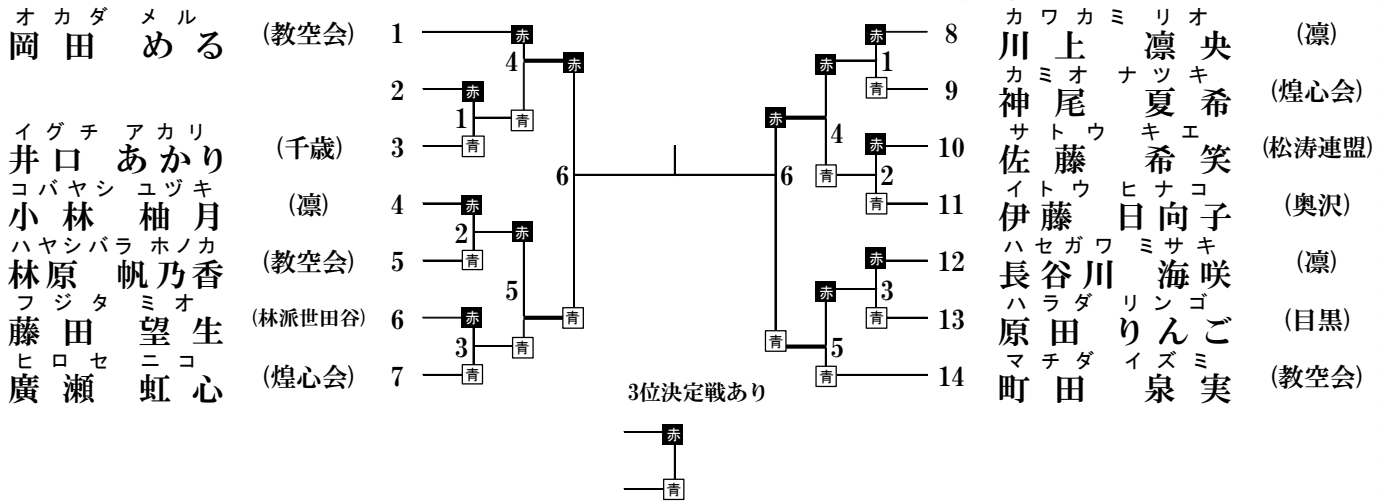 オカダ メル
岡田 める (教空会) 1
2
イグチ アカリ
井口 あかり (千歳) 3
コバヤシ ユヅキ
小林 柚月 (凛) 4
ハヤシバラ ホノカ
林原 帆乃香 (教空会) 5
フジタ ミオ
藤田 望生 (林派世田谷) 6
ヒロセ ニコ
廣瀬 虹心 (煌心会) 7
赤
4
赤
赤
1
青
青
6
赤
2
赤
青
5
青
赤
3
青
青
赤
赤
1
赤
青
4
赤
6
青
2
青
赤
赤
3
青
青
5
青
カワカミ リオ
8 川上 凛央 (凛)
カミオ ナツキ
9 神尾 夏希 (煌心会)
サトウ キエ
10 佐藤 希笑 (松涛連盟)
イトウ ヒナコ
11 伊藤 日向子 (奥沢)
ハセガワ ミサキ
12 長谷川 海咲 (凛)
ハラダ リンゴ
13 原田 りんご (目黒)
マチダ イズミ
14 町田 泉実 (教空会)
3位決定戦あり
赤
青